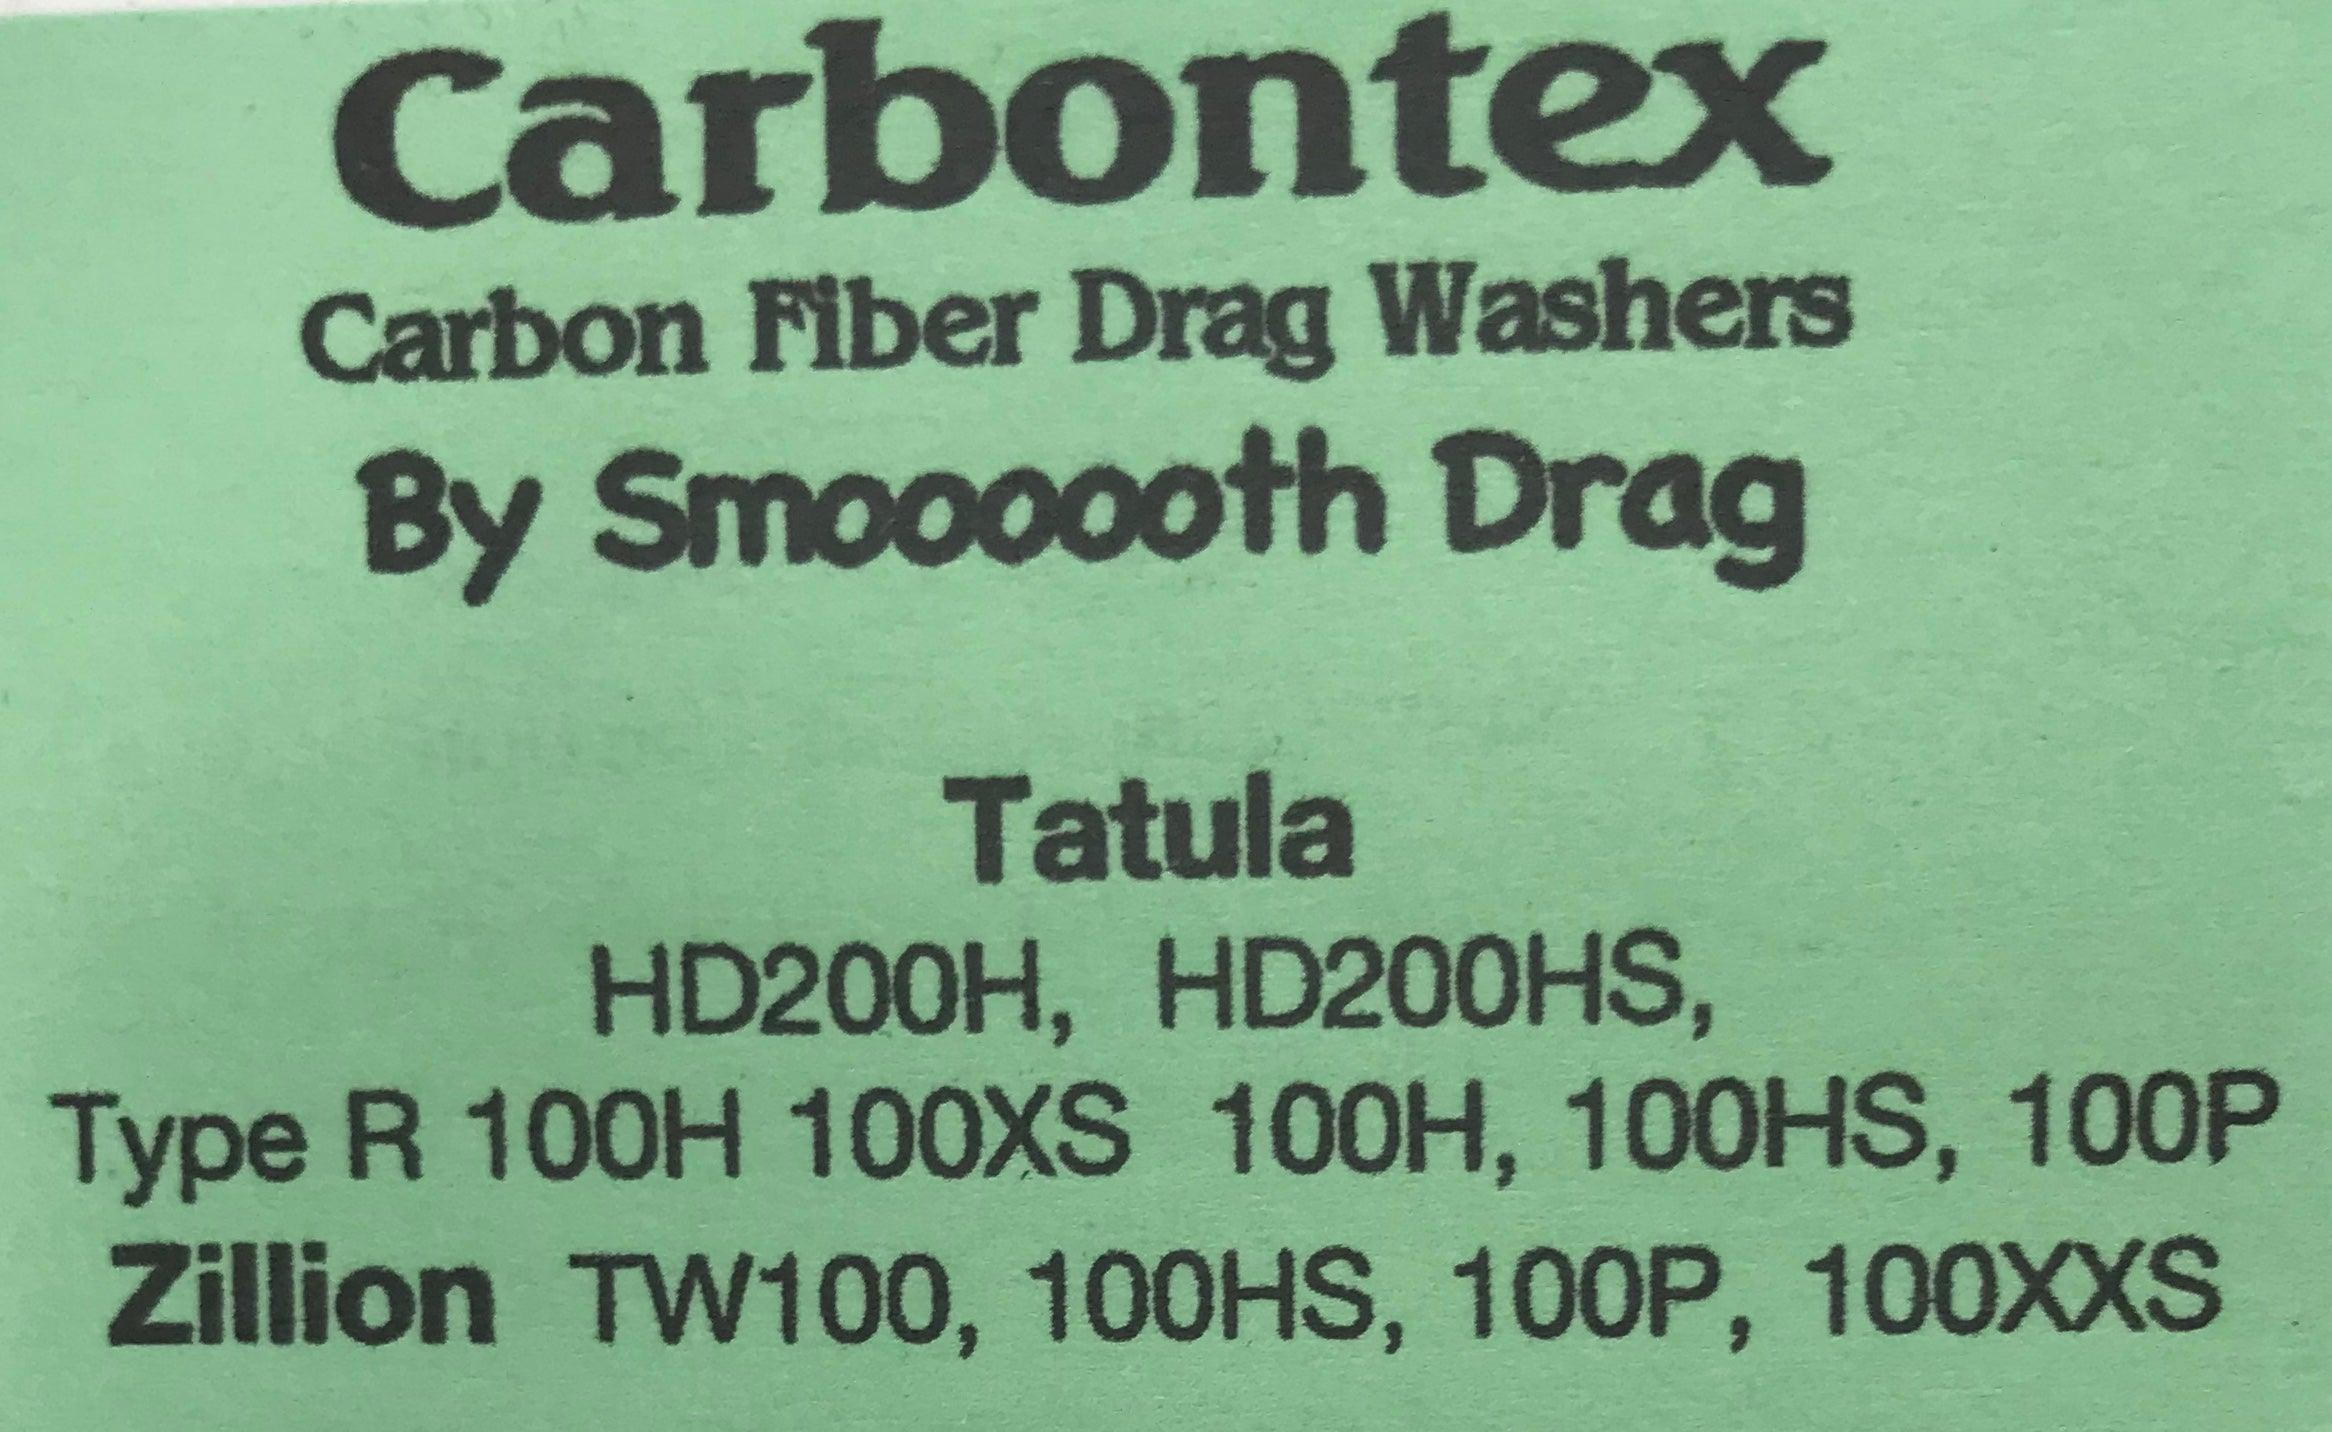 Carbontex
Carbon Fiber Drag Washers
By Smooooooth Drag
Tatula
HD200H, HD200HS,
Type R 100H 100XS 100H, 100HS, 100P
Zillion TW100, 100HS, 100P, 100XXS